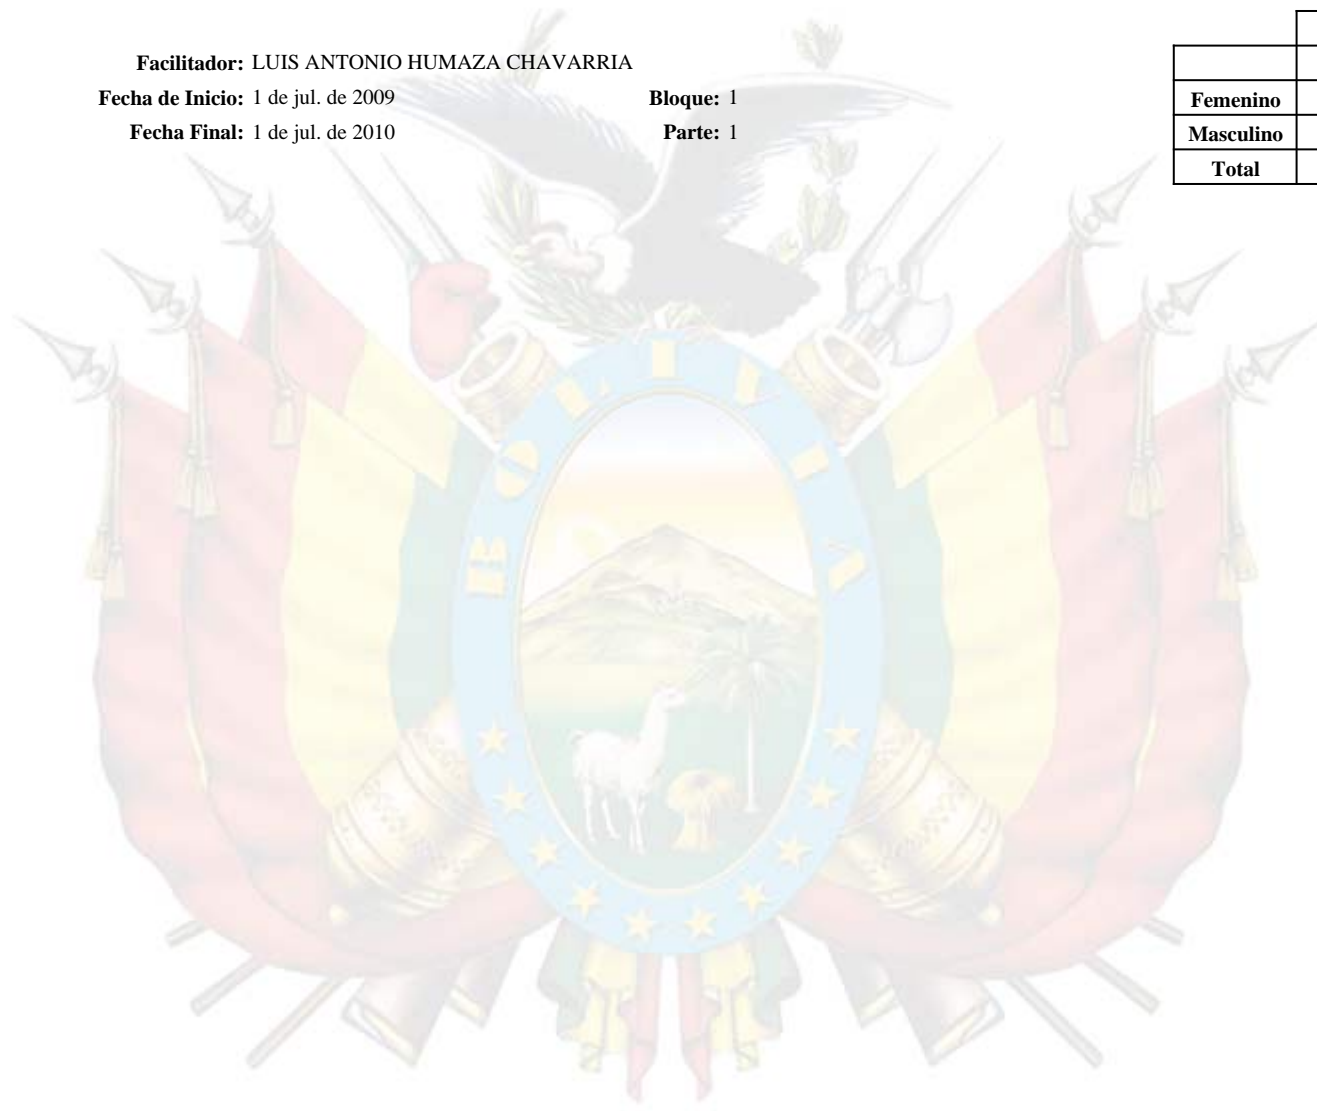 Facilitador: LUIS ANTONIO HUMAZA CHAVARRIA
Fecha de Inicio: 1 de jul. de 2009 Bloque: 1
Fecha Final: 1 de jul. de 2010 Parte: 1
Femenino
Masculino
Total
BOLIVIA